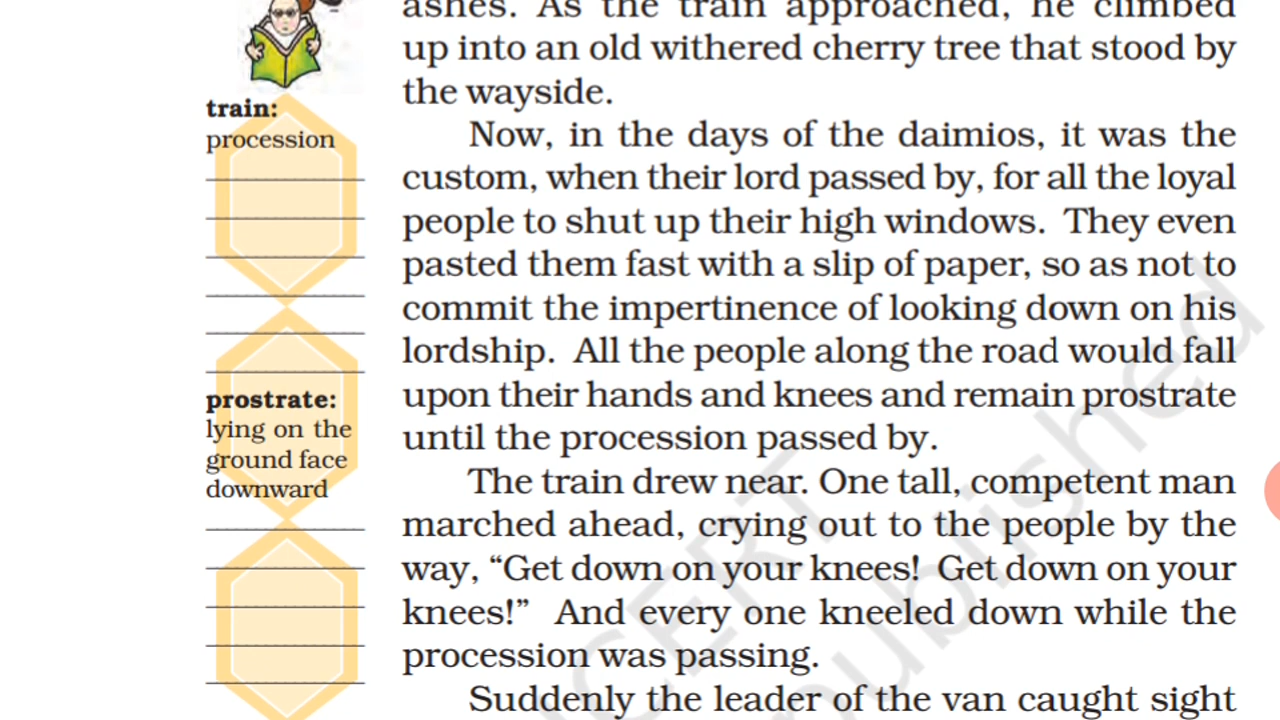 ashes. As the train approached, he climbed
up into an old withered cherry tree that stood by
the wayside.
train:
procession
Now, in the days of the daimios, it was the
custom, when their lord passed by, for all the loyal
people to shut up their high windows. They even
pasted them fast with a slip of paper, so as not to
commit the impertinence of looking down on his
lordship. All the people along the road would fall
upon their hands and knees and remain prostrate
until the procession passed by.
prostrate:
lying on the
ground face
downward
The train drew near. One tall, competent man
marched ahead, crying out to the people by the
way, “Get down on your knees! Get down on your
knees!” And every one kneeled down while the
procession was passing.
Suddenly the leader of the van caught sight
NCERT
published